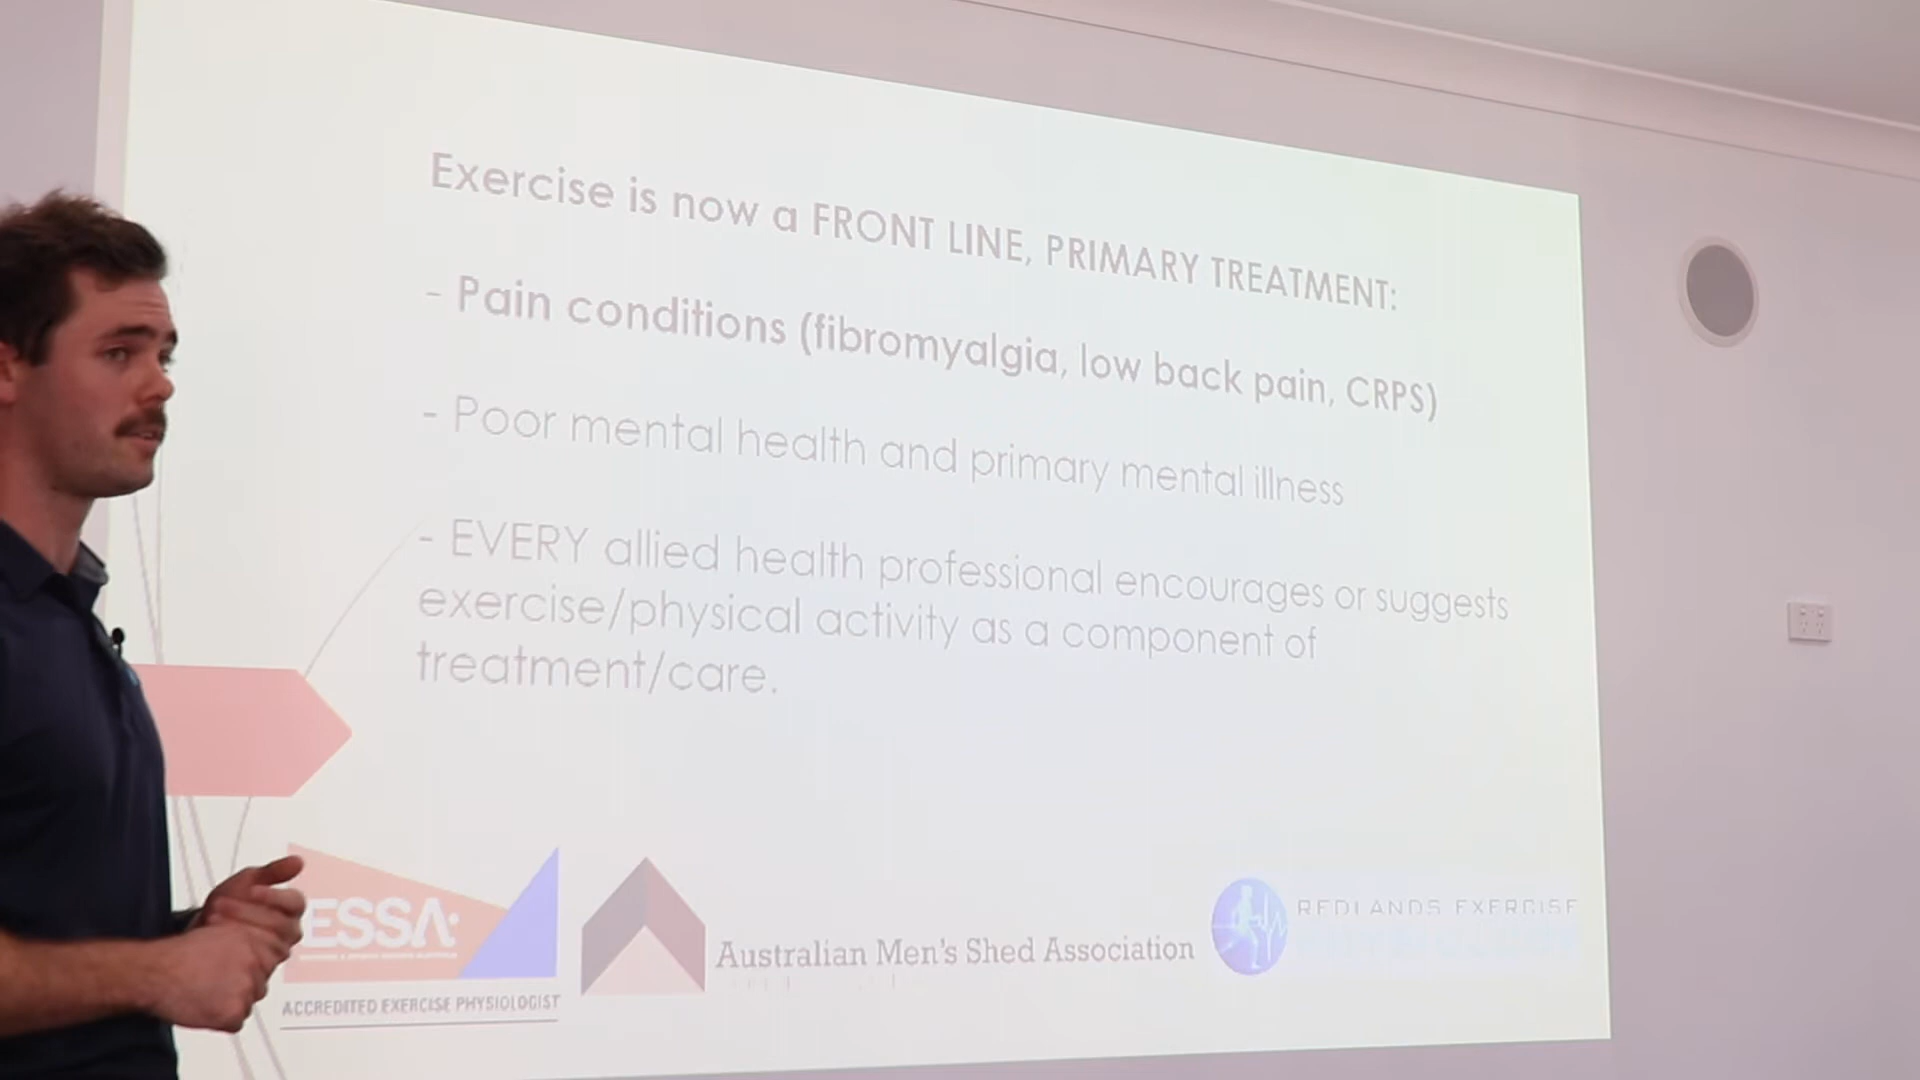 Exercise is now a FRONT LINE, PRIMARY TREATMENT:
- Pain conditions (fibromyalgia, low back pain, CRPS)
- Poor mental health and primary mental illness
- EVERY allied health professional encourages or suggests
exercise/physical activity as a component of
treatment/care.
ESSA
ACCREDITED EXERCISE PHYSIOLOGIST
Australian Men's Shed Association
REDLANDS EXERCISE